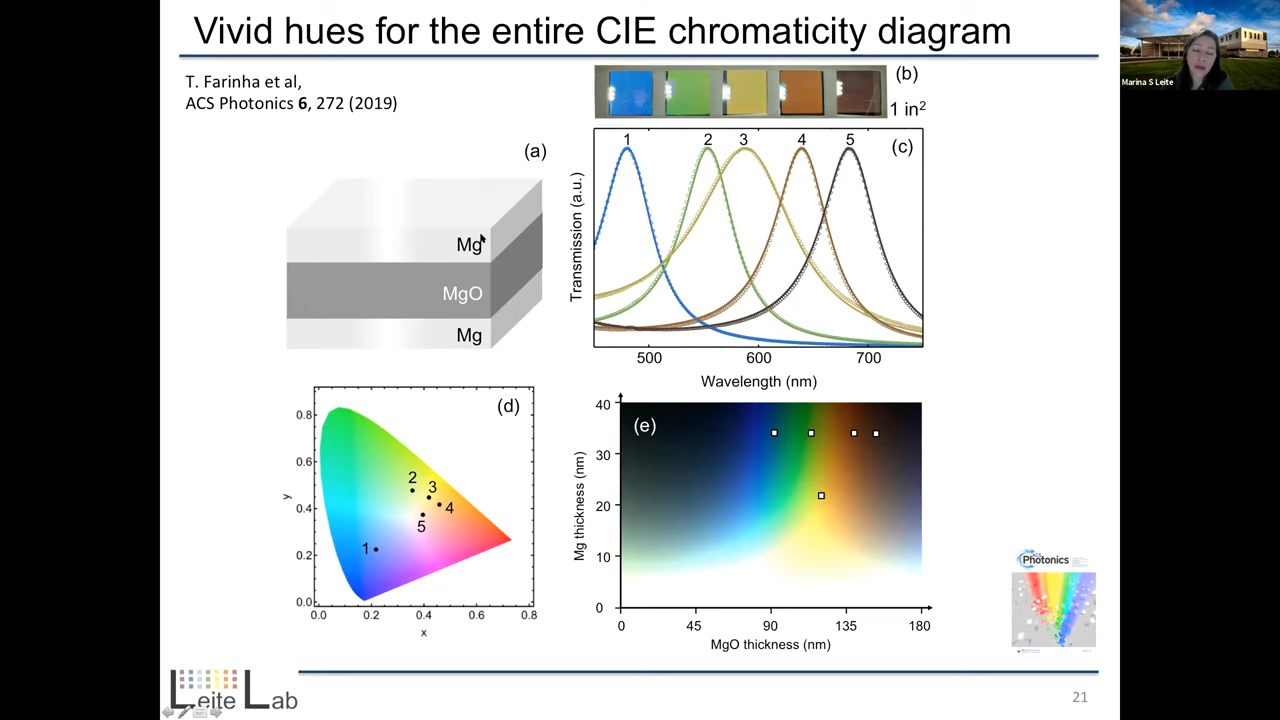 Vivid hues for the entire CIE chromaticity diagram
Marina S Leite
T. Farinha et al,
ACS Photonics 6, 272 (2019)
(a)
Mg
MgO
Mg
(b)
1 in²
(c)
1 2 3 4 5
Transmission (a.u.)
500 600 700
Wavelength (nm)
(d)
0.8
0.6
0.4
0.2
0.0
y
2
3
4
5
1
0.0 0.2 0.4 0.6 0.8
x
(e)
40
30
20
10
0
Mg thickness (nm)
0 45 90 135 180
MgO thickness (nm)
ACS
Photonics
Leite Lab
21